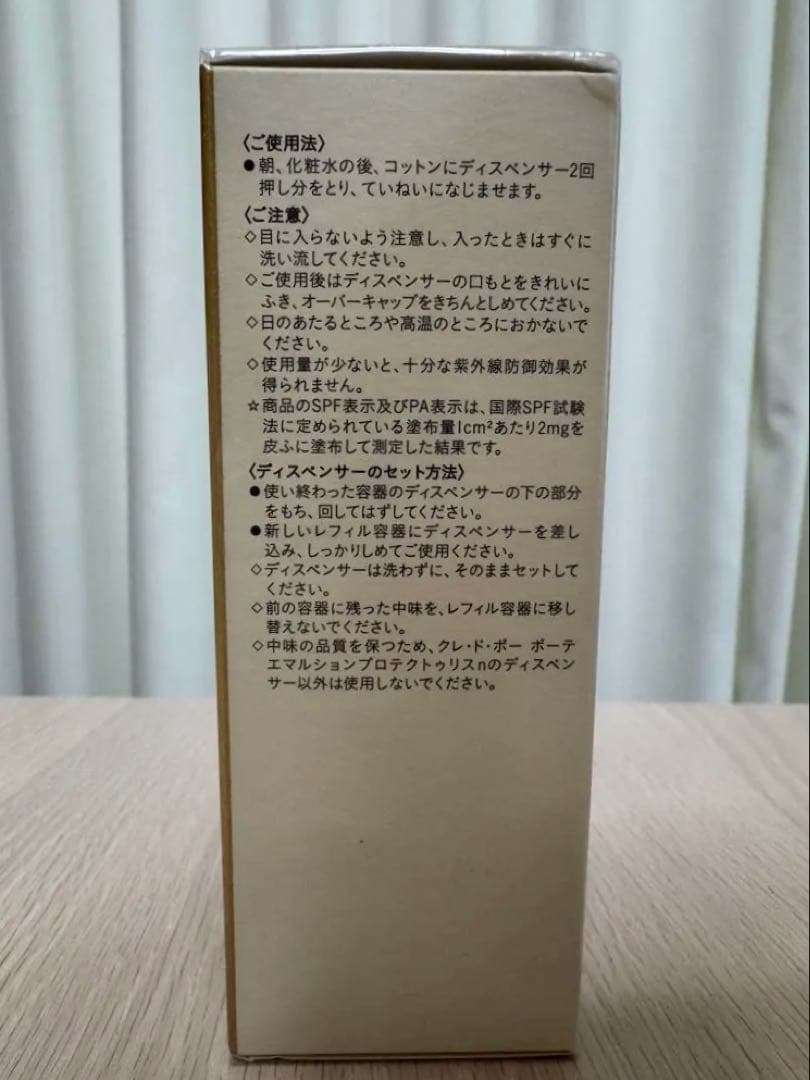 〈ご使用法〉
●朝、化粧水の後、コットンにディスペンサー2回
押し分をとり、ていねいになじませます。
〈ご注意〉
◇目に入らないよう注意し、入ったときはすぐに
洗い流してください。
◇ご使用後はディスペンサーの口もとをきれいに
ふき、オーバーキャップをきちんとしめてください。
◇日のあたるところや高温のところにおかないで
ください。
◇使用量が少ないと、十分な紫外線防御効果が
得られません。
☆商品のSPF表示及びPA表示は、国際SPF試験
法に定められている塗布量1cm²あたり2mgを
皮ふに塗布して測定した結果です。
〈ディスペンサーのセット方法〉
●使い終わった容器のディスペンサーの下の部分
をもち、回してはずしてください。
●新しいレフィル容器にディスペンサーを差し
込み、しっかりしめてご使用ください。
◇ディスペンサーは洗わずに、そのままセットして
ください。
◇前の容器に残った中味を、レフィル容器に移し
替えないでください。
◇中味の品質を保つため、クレ・ド・ポー ボーテ
エマルションプロテクトゥリスnのディスペン
サー以外は使用しないでください。